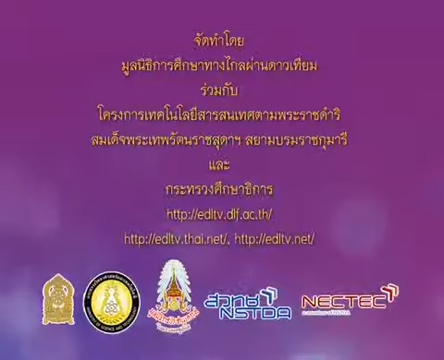 จัดทำโดย
มูลนิธิการศึกษาทางไกลผ่านดาวเทียม
ร่วมกับ
โครงการเทคโนโลยีสารสนเทศตามพระราชดำริ
สมเด็จพระเทพรัตนราชสุดาฯ สยามบรมราชกุมารี
และ
กระทรวงศึกษาธิการ
http://edltv.dlf.ac.th/
http://edltv.thai.net/, http://edltv.net/
สวทช NECTEC
NSTDA